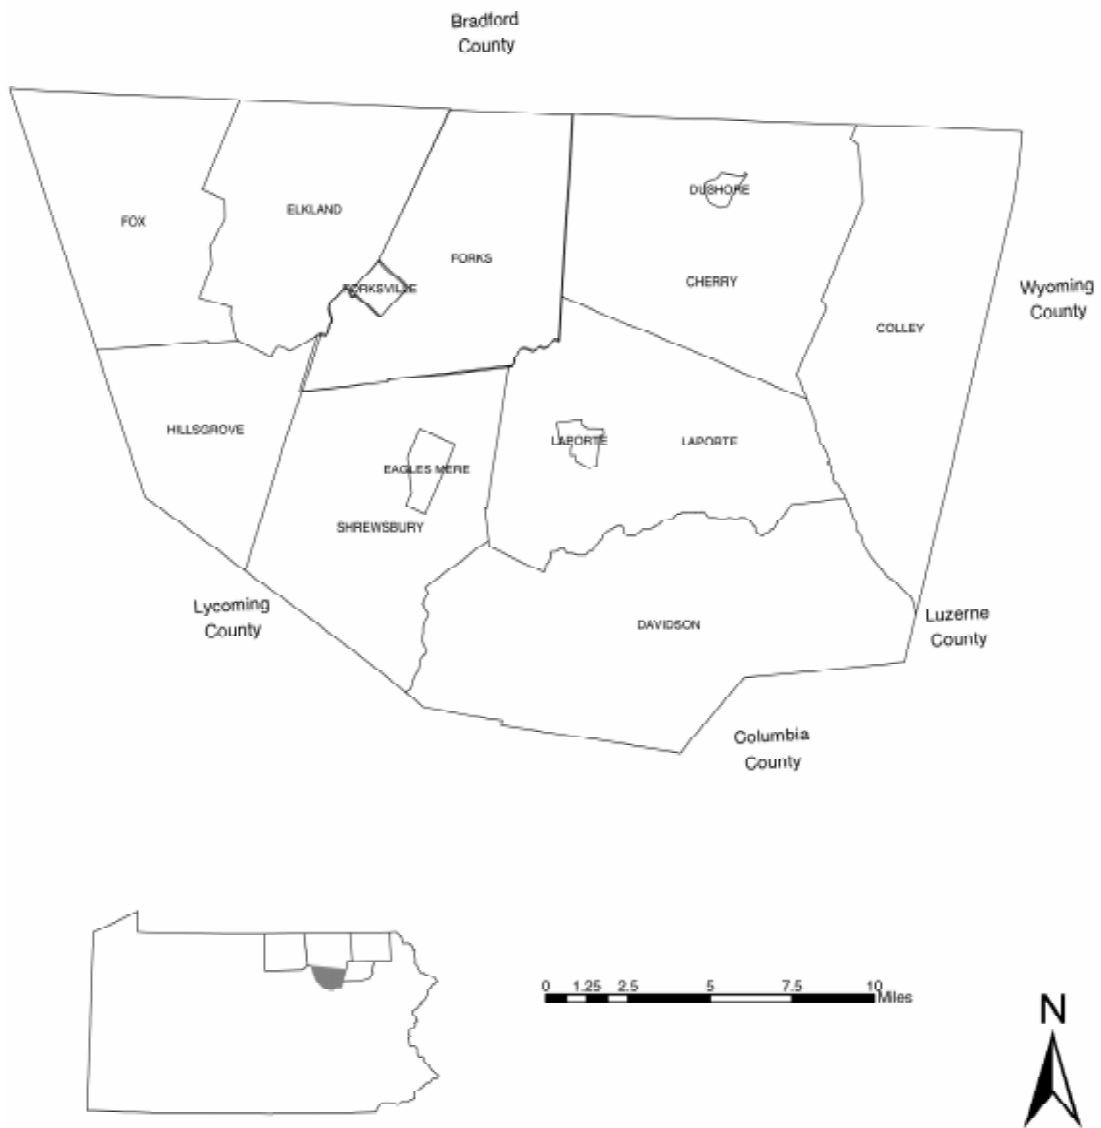 Bradford
County
DUSHORE
ELKLAND
FOX
FORKS
CHERRY
FORKSVILLE
Wyoming
County
COLLEY
HILLSGROVE
LAPORTE
LAPORTE
EAGLES MERE
SHREWSBURY
Lycoming
County
DAVIDSON
Luzerne
County
Columbia
County
0 1.25 2.5 5 7.5 10
Miles
N